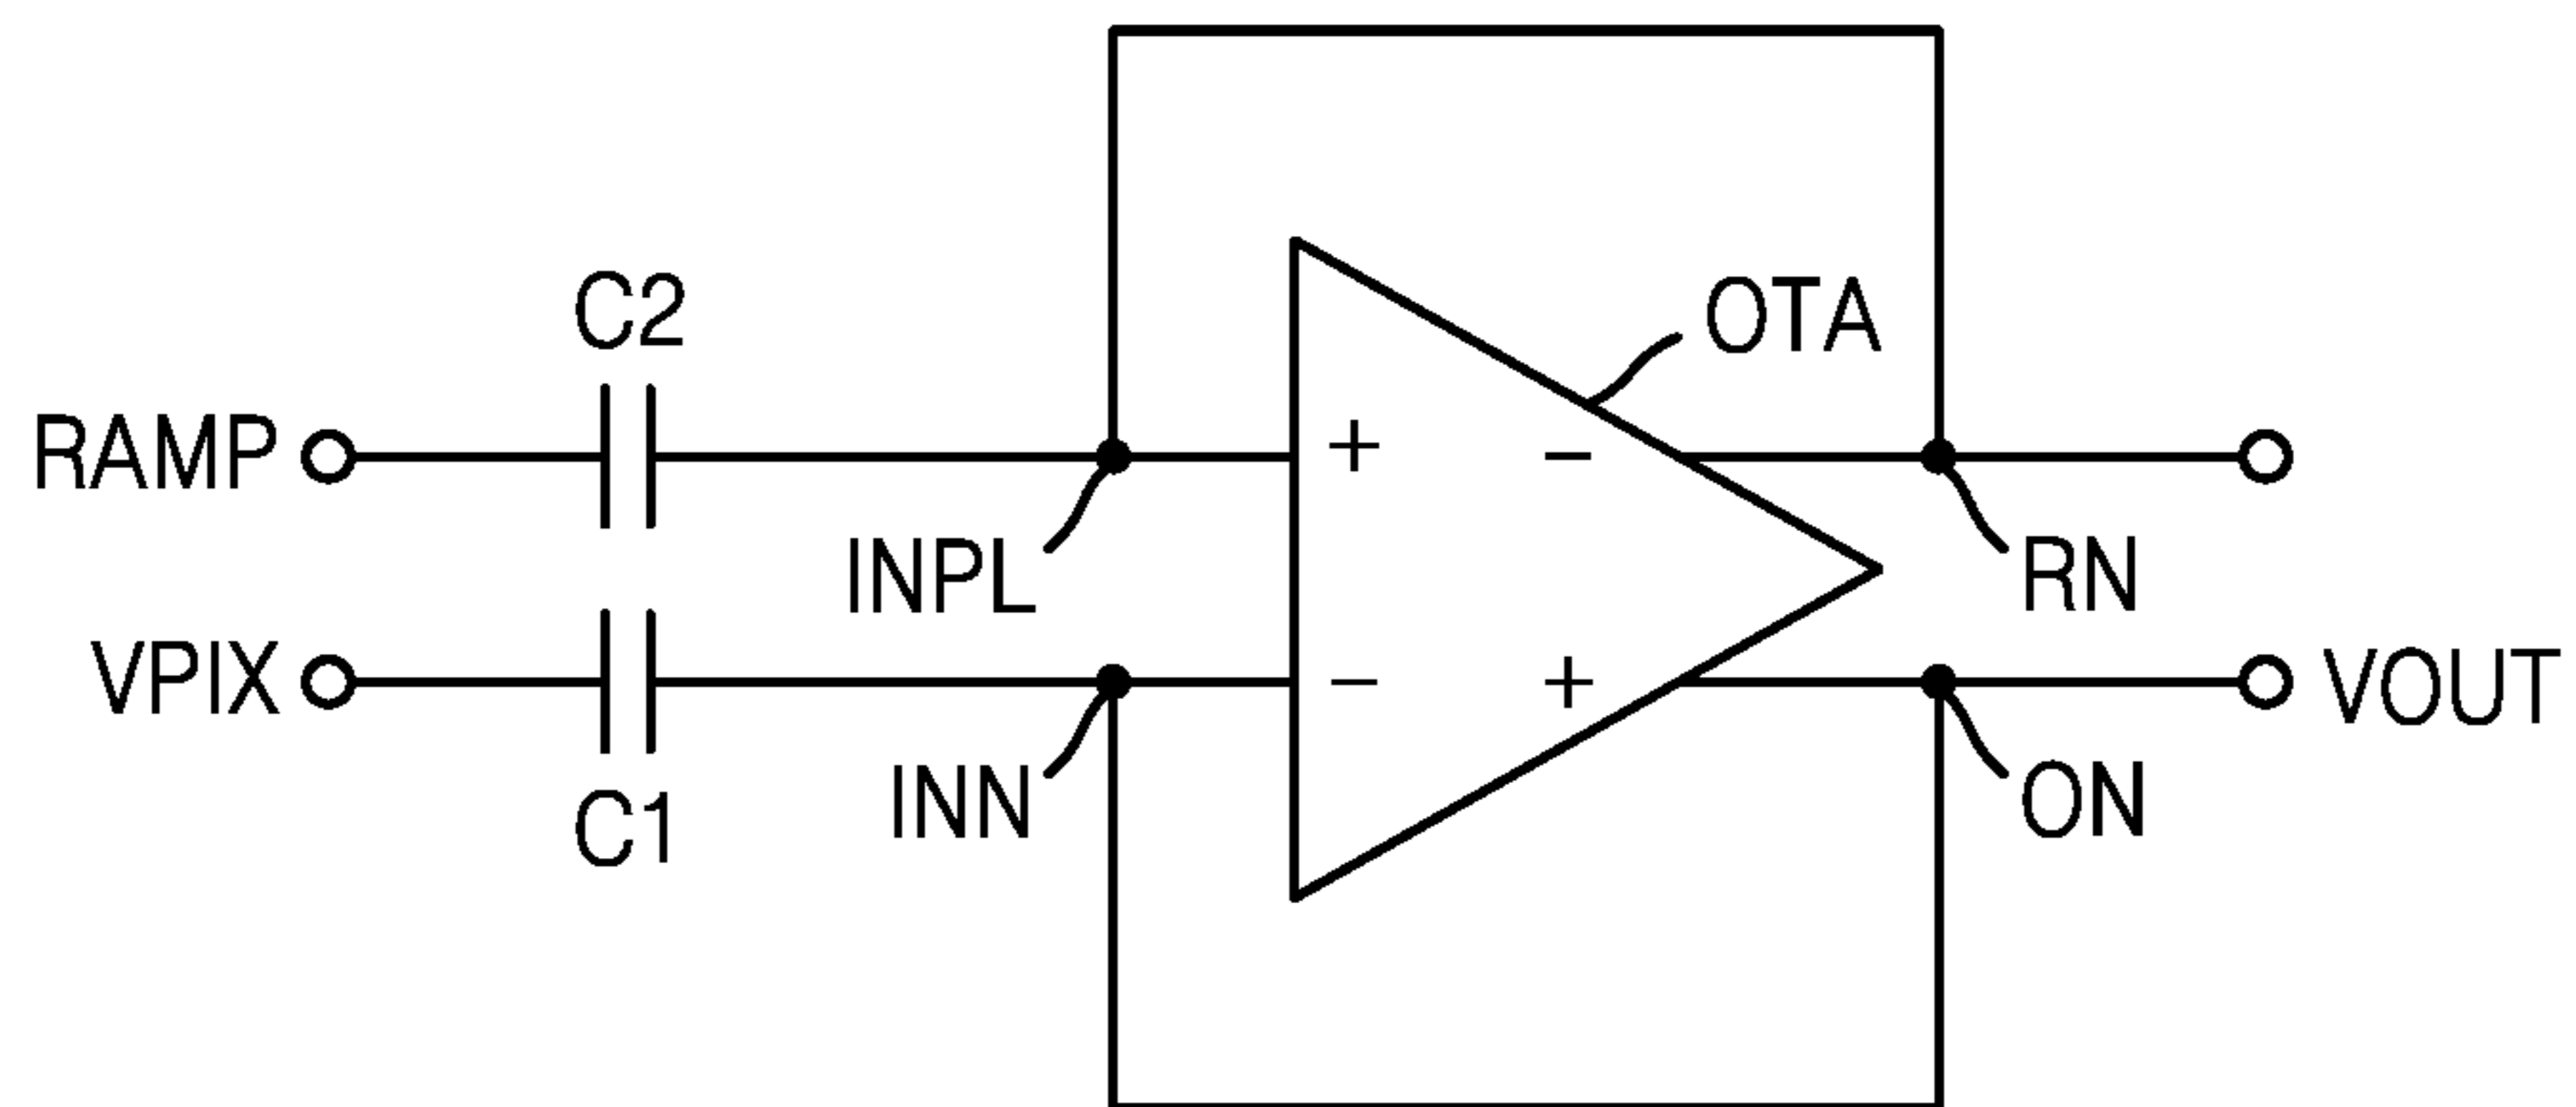 C2
OTA
RAMP
+
−
INPL
RN
VPIX
−
+
VOUT
C1
INN
ON